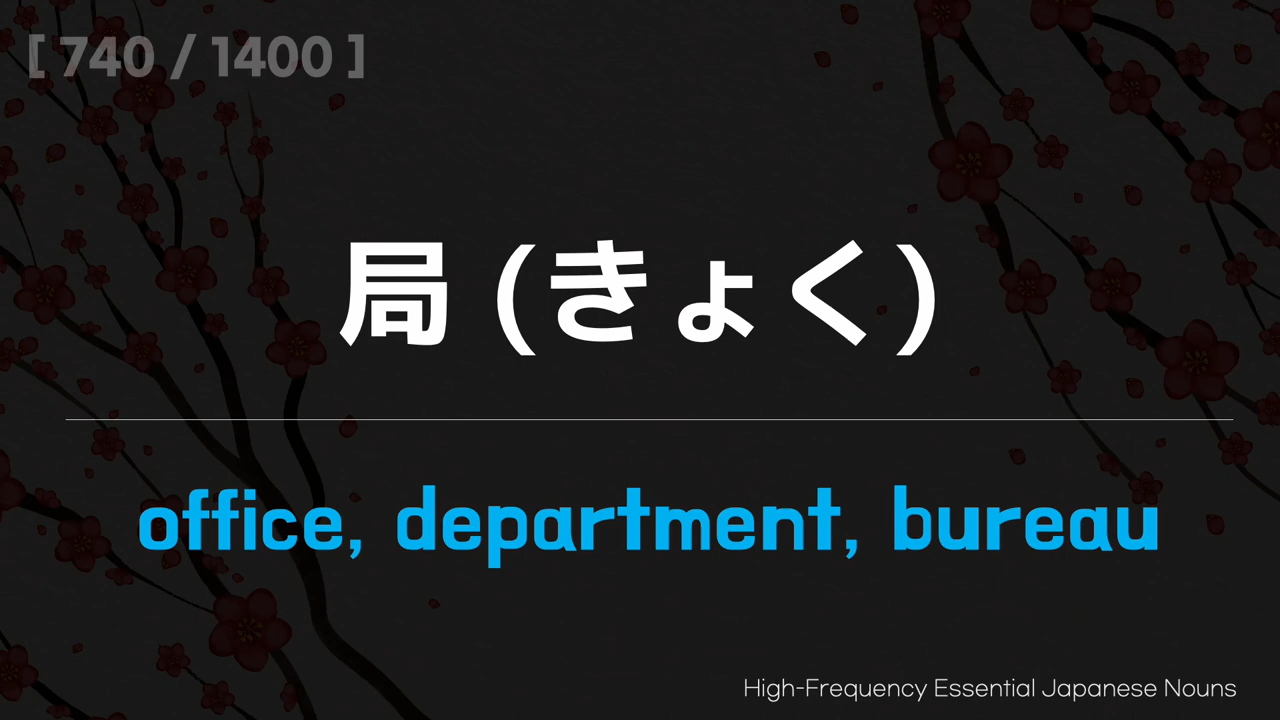 [ 740 / 1400 ]
局 (きょく)
office, department, bureau
High-Frequency Essential Japanese Nouns